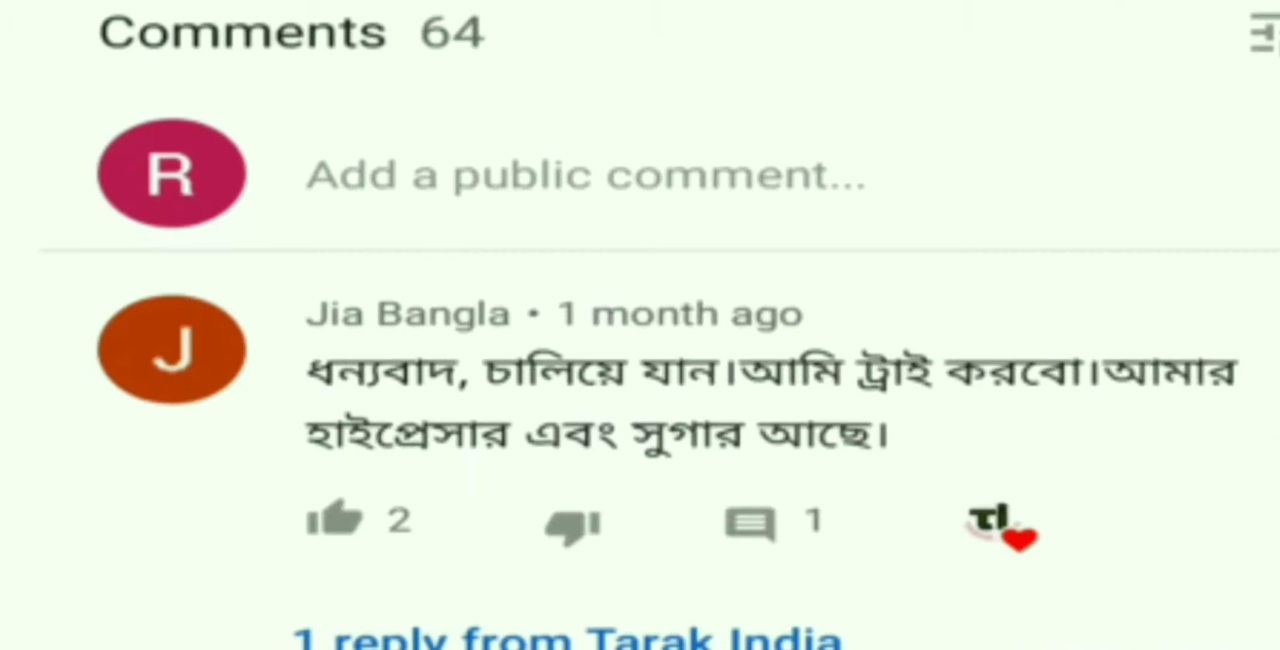 Comments 64
R
Add a public comment...
J
Jia Bangla • 1 month ago
ধন্যবাদ, চালিয়ে যান।আমি ট্রাই করবো।আমার
হাইপ্রেসার এবং সুগার আছে।
2 1 TI
1 reply from Tarak India